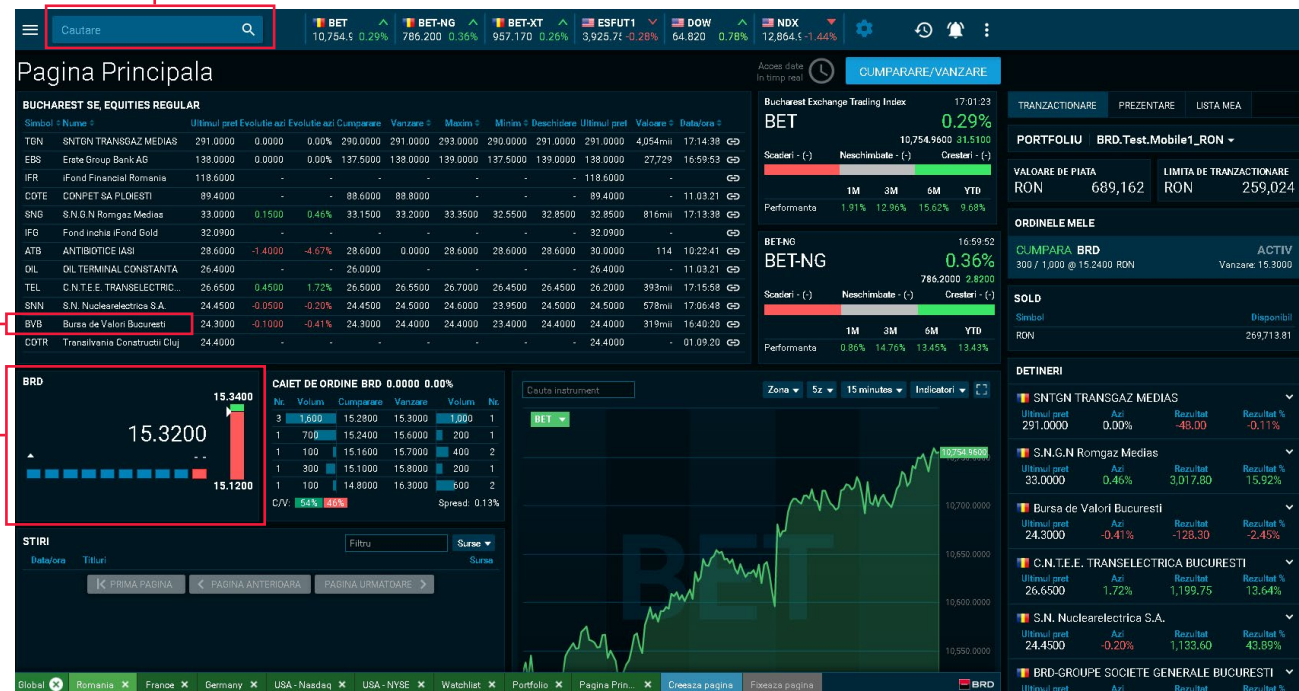 Cautare
BET 10,754.9 0.29%
BET-NG 786.200 0.36%
BET-XT 957.170 0.26%
ESFUT1 3,925.75 -0.28%
DOW 64.820 0.78%
NDX 12,864.9 -1.44%
Pagina Principala
Acces date
In timp real
CUMPARARE/VANZARE
BUCHAREST SE, EQUITIES REGULAR
Simbol Nume Ultimul pret Evolutie azi Evolutie azi Cumparare Vanzare Maxim Minim Deschidere Ultimul pret Valoare Data/ora
TGN SNTGN TRANSGAZ MEDIAS 291.0000 0.0000 0.00% 290.0000 291.0000 293.0000 290.0000 291.0000 291.0000 4,054mii 17:14:38
EBS Erste Group Bank AG 138.0000 0.0000 0.00% 137.5000 138.0000 139.0000 137.5000 139.0000 138.0000 27,729 16:59:53
IFR iFond Financial Romania 118.6000 - - - - - - - 118.6000 -
COTE CONPET SA PLOIESTI 89.4000 - - 88.6000 88.8000 - - - 89.4000 - 11.03.21
SNG S.N.G.N Romgaz Medias 33.0000 0.1500 0.46% 33.1500 33.2000 33.3500 32.5500 32.8500 32.8500 816mii 17:13:38
IFG Fond inchis iFond Gold 32.0900 - - - - - - - 32.0900 -
ATB ANTIBIOTICE IASI 28.6000 -1.4000 -4.67% 28.6000 0.0000 28.6000 28.6000 28.6000 30.0000 114 10:22:41
OIL OIL TERMINAL CONSTANTA 26.4000 - - 26.0000 - - - - 26.4000 - 11.03.21
TEL C.N.T.E.E. TRANSELECTRIC... 26.6500 0.4500 1.72% 26.5000 26.5500 26.7000 26.4500 26.4500 26.2000 393mii 17:15:58
SNN S.N. Nuclearelectrica S.A. 24.4500 -0.0500 -0.20% 24.4500 24.5000 24.6000 23.9500 24.5000 24.5000 578mii 17:06:48
BVB Bursa de Valori Bucuresti 24.3000 -0.1000 -0.41% 24.3000 24.4000 24.4000 23.4000 24.4000 24.4000 319mii 16:40:20
COTR Transilvania Constructii Cluj 24.4000 - - - - - - - 24.4000 - 01.09.20
Bucharest Exchange Trading Index 17:01:23
BET 0.29%
10,754.9600 31.5100
Scaderi - (-) Neschimbate - (-) Cresteri - (-)
1M 3M 6M YTD
Performanta 1.91% 12.96% 15.62% 9.68%
BET-NG 16:59:52
BET-NG 0.36%
786.2000 2.8200
Scaderi - (-) Neschimbate - (-) Cresteri - (-)
1M 3M 6M YTD
Performanta 0.86% 14.76% 13.45% 13.43%
TRANZACTIONARE PREZENTARE LISTA MEA
PORTFOLIU BRD.Test.Mobile1_RON
VALOARE DE PIATA
RON 689,162
LIMITA DE TRANZACTIONARE
RON 259,024
ORDINELE MELE
CUMPARA BRD ACTIV
300 / 1,000 @ 15.2400 RON Vanzare: 15.3000
SOLD
Simbol Disponibil
RON 269,713.81
DETINERI
SNTGN TRANSGAZ MEDIAS
Ultimul pret Azi Rezultat Rezultat %
291.0000 0.00% -48.00 -0.11%
S.N.G.N Romgaz Medias
Ultimul pret Azi Rezultat Rezultat %
33.0000 0.46% 3,017.80 15.92%
Bursa de Valori Bucuresti
Ultimul pret Azi Rezultat Rezultat %
24.3000 -0.41% -128.30 -2.45%
C.N.T.E.E. TRANSELECTRICA BUCURESTI
Ultimul pret Azi Rezultat Rezultat %
26.6500 1.72% 1,199.75 13.64%
S.N. Nuclearelectrica S.A.
Ultimul pret Azi Rezultat Rezultat %
24.4500 -0.20% 1,133.60 43.89%
BRD-GROUPE SOCIETE GENERALE BUCURESTI
Ultimul pret Azi Rezultat Rezultat %
BRD
15.3400
15.3200
- -
15.1200
CAIET DE ORDINE BRD 0.0000 0.00%
Nr. Volum Cumparare Vanzare Volum Nr.
3 1,600 15.2800 15.3000 1,000 1
1 700 15.2400 15.6000 200 1
1 100 15.1600 15.7000 400 2
1 300 15.1000 15.8000 200 1
1 100 14.8000 16.3000 600 2
C/V: 54% 46% Spread: 0.13%
Cauta instrument
Zona 5z 15 minutes Indicatori
BET
10,754.9600
10,700.0000
10,650.0000
10,600.0000
10,550.0000
BET
STIRI
Filtru
Surse
Data/ora Titluri Sursa
PRIMA PAGINA PAGINA ANTERIOARA PAGINA URMATOARE
Global Romania France Germany USA - Nasdaq USA - NYSE Watchlist Portfolio Pagina Prin... Creeaza pagina Fixeaza pagina BRD